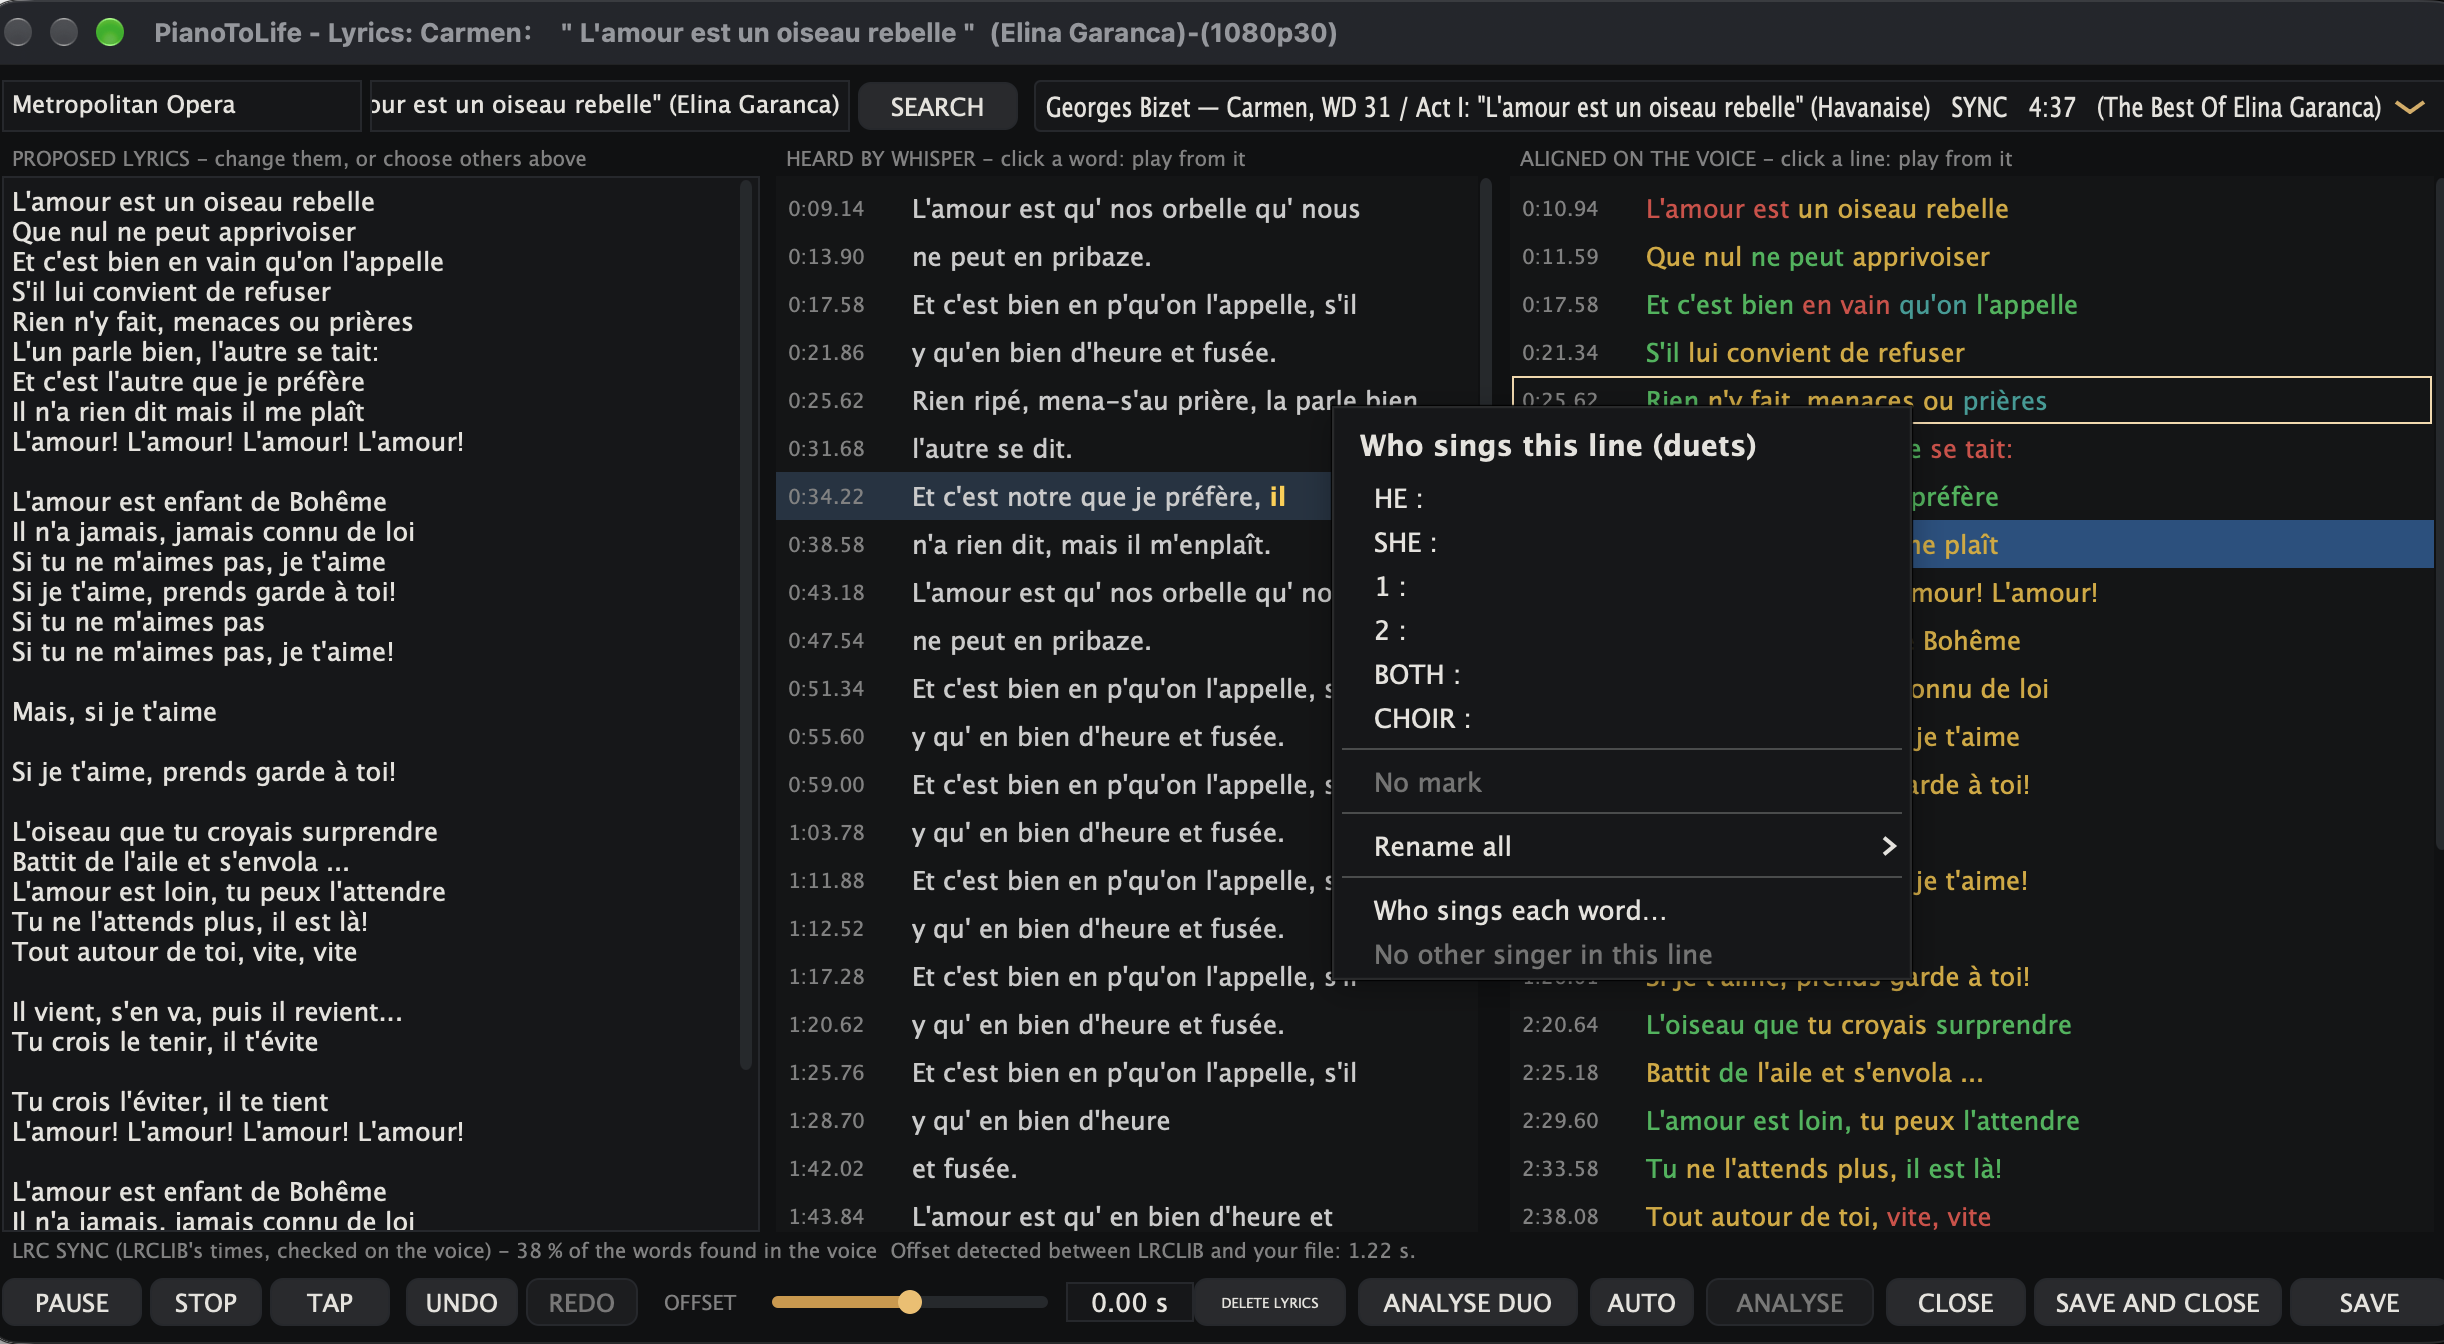 PianoToLife - Lyrics: Carmen： " L'amour est un oiseau rebelle " (Elina Garanca)-(1080p30)
Metropolitan Opera
our est un oiseau rebelle" (Elina Garanca)
SEARCH
Georges Bizet — Carmen, WD 31 / Act I: "L'amour est un oiseau rebelle" (Havanaise) SYNC 4:37 (The Best Of Elina Garanca)
PROPOSED LYRICS – change them, or choose others above
L'amour est un oiseau rebelle
Que nul ne peut apprivoiser
Et c'est bien en vain qu'on l'appelle
S'il lui convient de refuser
Rien n'y fait, menaces ou prières
L'un parle bien, l'autre se tait:
Et c'est l'autre que je préfère
Il n'a rien dit mais il me plaît
L'amour! L'amour! L'amour! L'amour!
L'amour est enfant de Bohême
Il n'a jamais, jamais connu de loi
Si tu ne m'aimes pas, je t'aime
Si je t'aime, prends garde à toi!
Si tu ne m'aimes pas
Si tu ne m'aimes pas, je t'aime!
Mais, si je t'aime
Si je t'aime, prends garde à toi!
L'oiseau que tu croyais surprendre
Battit de l'aile et s'envola ...
L'amour est loin, tu peux l'attendre
Tu ne l'attends plus, il est là!
Tout autour de toi, vite, vite
Il vient, s'en va, puis il revient...
Tu crois le tenir, il t'évite
Tu crois l'éviter, il te tient
L'amour! L'amour! L'amour! L'amour!
L'amour est enfant de Bohême
Il n'a jamais, jamais connu de loi
HEARD BY WHISPER – click a word: play from it
0:09.14 L'amour est qu' nos orbelle qu' nous
0:13.90 ne peut en pribaze.
0:17.58 Et c'est bien en p'qu'on l'appelle, s'il
0:21.86 y qu'en bien d'heure et fusée.
0:25.62 Rien ripé, mena-s'au prière, la parle bien
0:31.68 l'autre se dit.
0:34.22 Et c'est notre que je préfère, il
0:38.58 n'a rien dit, mais il m'enplaît.
0:43.18 L'amour est qu' nos orbelle qu' no
0:47.54 ne peut en pribaze.
0:51.34 Et c'est bien en p'qu'on l'appelle, s
0:55.60 y qu' en bien d'heure et fusée.
0:59.00 Et c'est bien en p'qu'on l'appelle, s
1:03.78 y qu' en bien d'heure et fusée.
1:11.88 Et c'est bien en p'qu'on l'appelle, s
1:12.52 y qu' en bien d'heure et fusée.
1:17.28 Et c'est bien en p'qu'on l'appelle, s'il
1:20.62 y qu' en bien d'heure et fusée.
1:25.76 Et c'est bien en p'qu'on l'appelle, s'il
1:28.70 y qu' en bien d'heure
1:42.02 et fusée.
1:43.84 L'amour est qu' en bien d'heure et
ALIGNED ON THE VOICE – click a line: play from it
0:10.94 L'amour est un oiseau rebelle
0:11.59 Que nul ne peut apprivoiser
0:17.58 Et c'est bien en vain qu'on l'appelle
0:21.34 S'il lui convient de refuser
0:25.62 Rien n'y fait, menaces ou prières
se tait:
préfère
me plaît
mour! L'amour!
Bohême
onnu de loi
je t'aime
arde à toi!
je t'aime!
Si je t'aime, prends garde à toi!
2:20.64 L'oiseau que tu croyais surprendre
2:25.18 Battit de l'aile et s'envola ...
2:29.60 L'amour est loin, tu peux l'attendre
2:33.58 Tu ne l'attends plus, il est là!
2:38.08 Tout autour de toi, vite, vite
Who sings this line (duets)
HE :
SHE :
1 :
2 :
BOTH :
CHOIR :
No mark
Rename all
Who sings each word...
No other singer in this line
LRC SYNC (LRCLIB's times, checked on the voice) – 38 % of the words found in the voice Offset detected between LRCLIB and your file: 1.22 s.
PAUSE STOP TAP UNDO REDO OFFSET 0.00 s DELETE LYRICS ANALYSE DUO AUTO ANALYSE CLOSE SAVE AND CLOSE SAVE